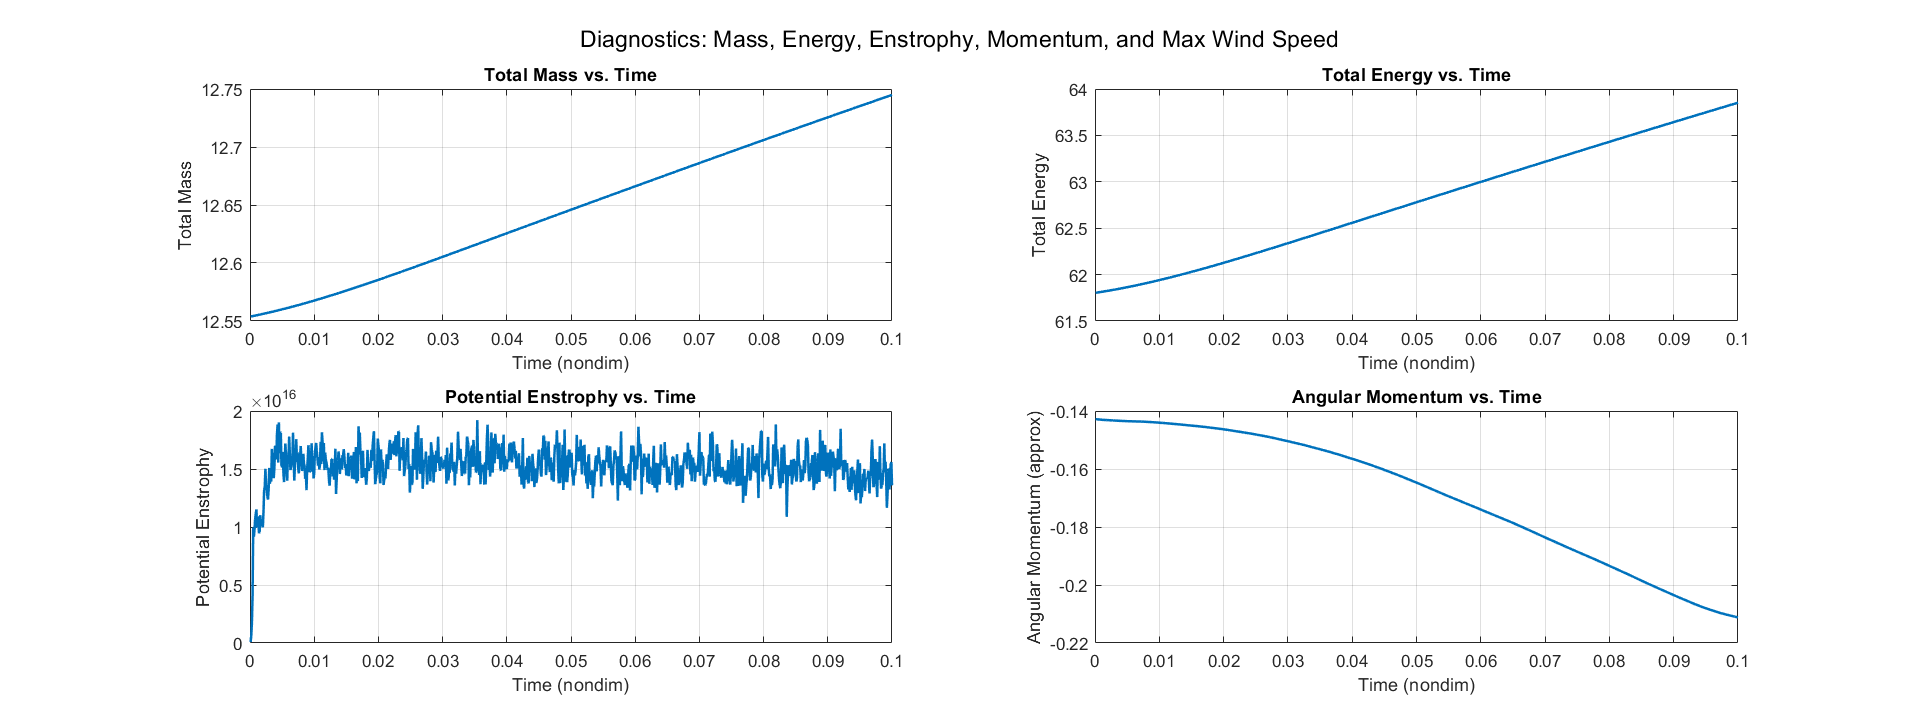 Diagnostics: Mass, Energy, Enstrophy, Momentum, and Max Wind Speed
Total Mass vs. Time
Total Mass
12.75
12.7
12.65
12.6
12.55
0 0.01 0.02 0.03 0.04 0.05 0.06 0.07 0.08 0.09 0.1
Time (nondim)
Total Energy vs. Time
Total Energy
64
63.5
63
62.5
62
61.5
0 0.01 0.02 0.03 0.04 0.05 0.06 0.07 0.08 0.09 0.1
Time (nondim)
Potential Enstrophy vs. Time
×10^16
Potential Enstrophy
2
1.5
1
0.5
0
0 0.01 0.02 0.03 0.04 0.05 0.06 0.07 0.08 0.09 0.1
Time (nondim)
Angular Momentum vs. Time
Angular Momentum (approx)
-0.14
-0.16
-0.18
-0.2
-0.22
0 0.01 0.02 0.03 0.04 0.05 0.06 0.07 0.08 0.09 0.1
Time (nondim)